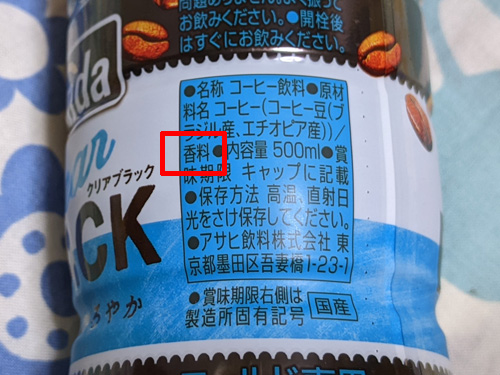 お飲みください。●開栓後
はすぐにお飲みください。
クリアブラック
ろやか
●名称 コーヒー飲料●原材
料名 コーヒー(コーヒー豆(ブ
ラジル産、エチオピア産))/
香料●内容量 500ml●賞
味期限 キャップに記載
●保存方法 高温、直射日
光をさけ保存してください。
●アサヒ飲料株式会社 東
京都墨田区吾妻橋1-23-1
●賞味期限右側は
製造所固有記号
国産